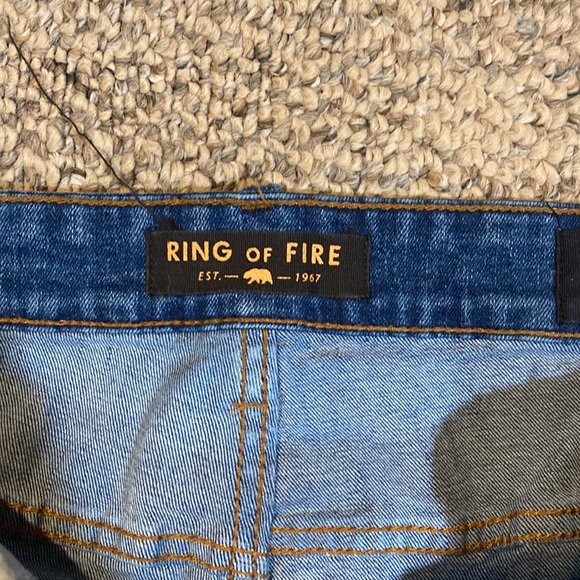 RING OF FIRE
EST. — — 1967